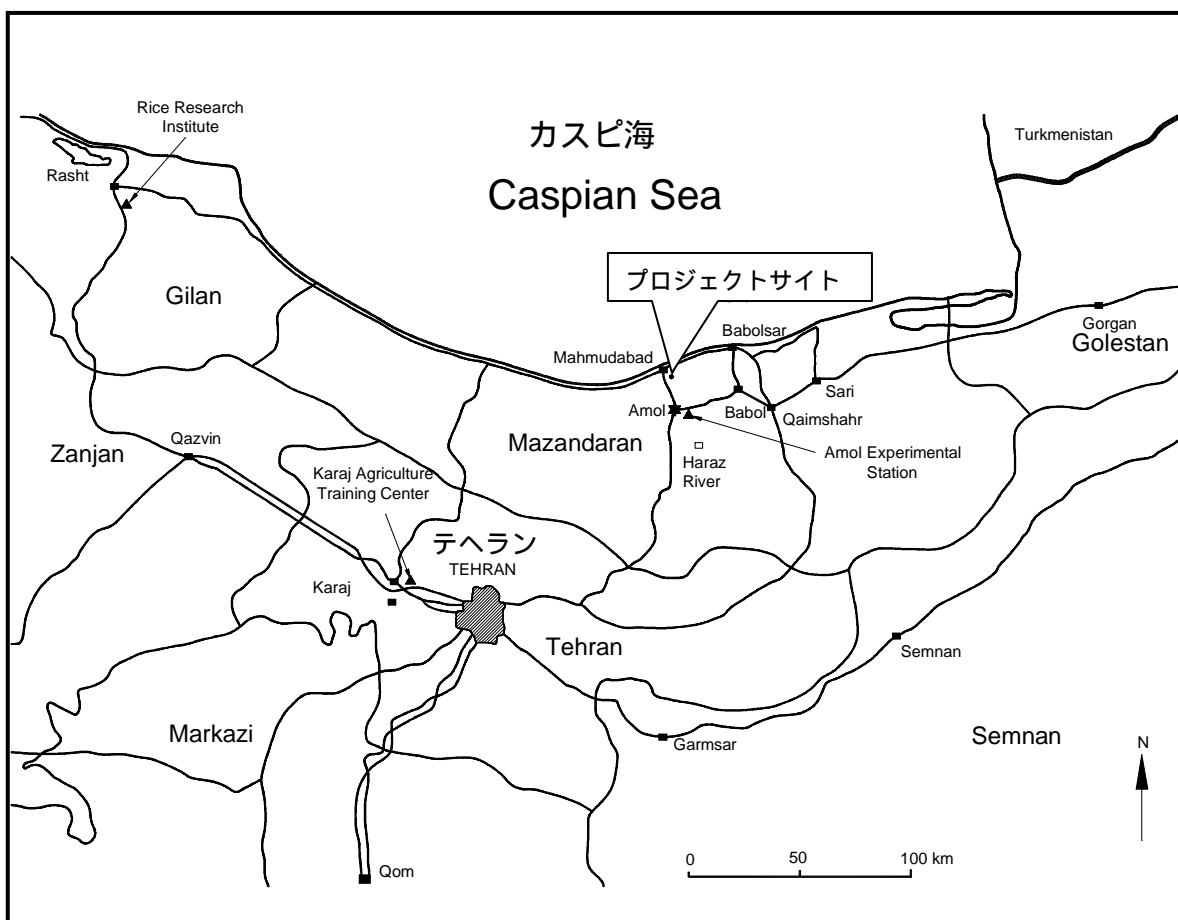 Rice Research
Institute
カスピ海
Caspian Sea
Turkmenistan
Rasht
プロジェクトサイト
Gilan
Babolsar
Gorgan
Golestan
Mahmudabad
Sari
Amol
Babol
Qaimshahr
Mazandaran
Zanjan
Qazvin
Haraz
River
Amol Experimental
Station
Karaj Agriculture
Training Center
テヘラン
TEHRAN
Karaj
Tehran
Semnan
Markazi
Garmsar
Semnan
N
Qom
0 50 100 km